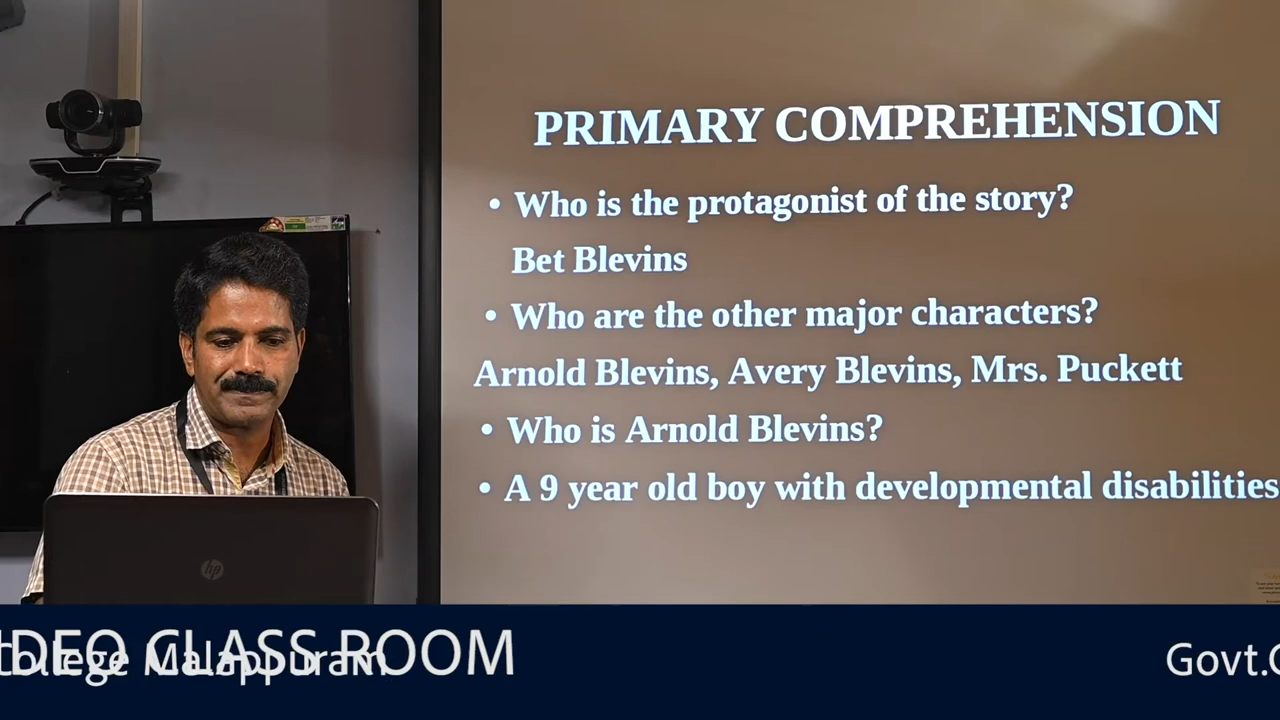 PRIMARY COMPREHENSION
• Who is the protagonist of the story?
Bet Blevins
• Who are the other major characters?
Arnold Blevins, Avery Blevins, Mrs. Puckett
• Who is Arnold Blevins?
• A 9 year old boy with developmental disabilities
hp
IDEO CLASS ROOM
College Malappuram
Govt.C